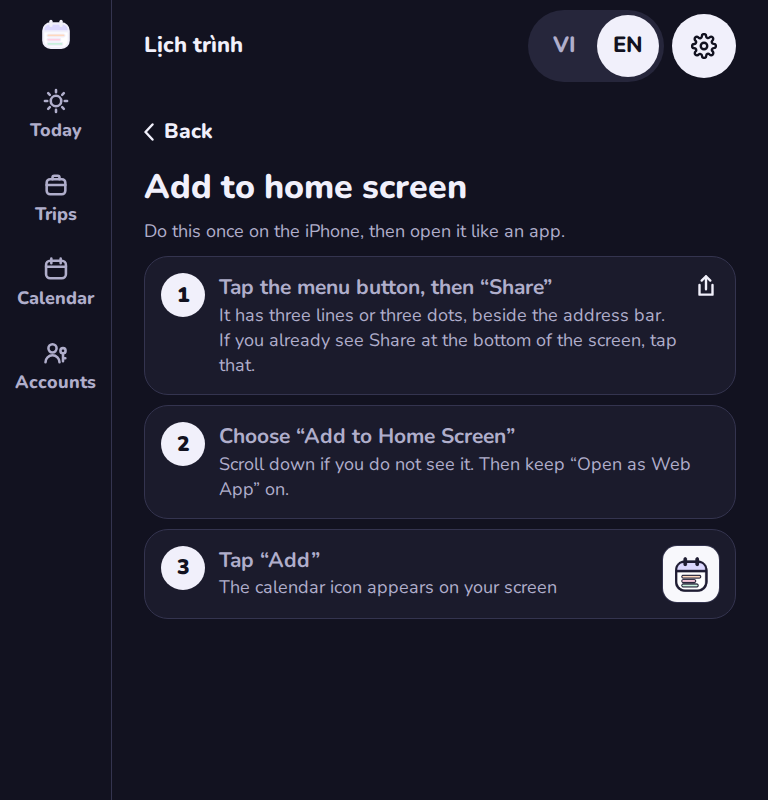 Lịch trình
VI
EN
Today
Trips
Calendar
Accounts
Back
Add to home screen
Do this once on the iPhone, then open it like an app.
1
Tap the menu button, then “Share”
It has three lines or three dots, beside the address bar.
If you already see Share at the bottom of the screen, tap
that.
2
Choose “Add to Home Screen”
Scroll down if you do not see it. Then keep “Open as Web
App” on.
3
Tap “Add”
The calendar icon appears on your screen